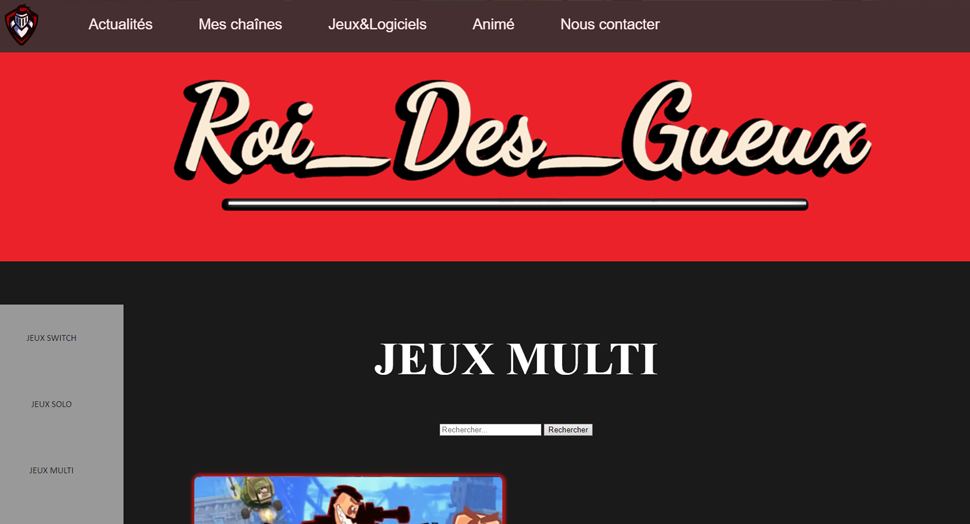 Actualités Mes chaînes Jeux&Logiciels Animé Nous contacter
Roi_Des_Gueux
JEUX SWITCH
JEUX SOLO
JEUX MULTI
JEUX MULTI
Rechercher... Rechercher